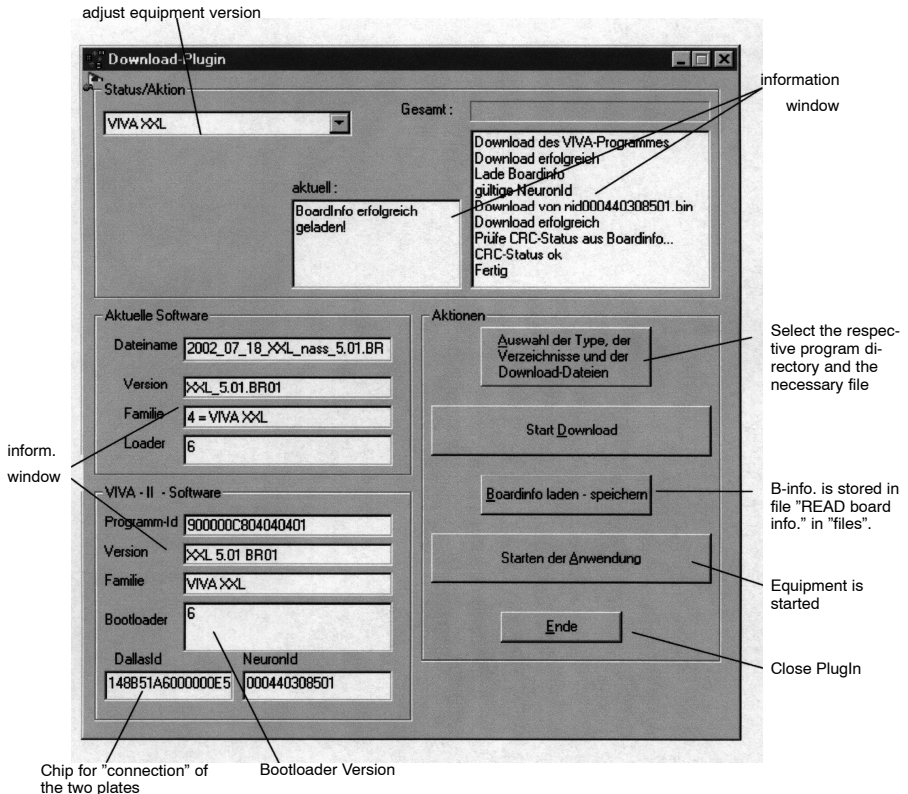 adjust equipment version
Download-Plugin
Status/Aktion
VIVA XXL
Gesamt :
Download des VIVA-Programmes
Download erfolgreich
Lade Boardinfo
gültige NeuronId
Download von nid000440308501.bin
Download erfolgreich
Prüfe CRC-Status aus Boardinfo...
CRC-Status ok
Fertig
aktuell :
BoardInfo erfolgreich
geladen!
information
window
Aktuelle Software
Dateiname 2002_07_18_XXL_nass_5.01.BR
Version XXL_5.01.BR01
Familie 4 = VIVA XXL
Loader 6
inform.
window
VIVA - II - Software
Programm-Id 900000C804040401
Version XXL 5.01 BR01
Familie VIVA XXL
Bootloader 6
DallasId NeuronId
148B51A6000000E5 000440308501
Aktionen
Auswahl der Type, der
Verzeichnisse und der
Download-Dateien
Start Download
Boardinfo laden - speichern
Starten der Anwendung
Ende
Select the respec-
tive program di-
rectory and the
necessary file
B-info. is stored in
file "READ board
info." in "files".
Equipment is
started
Close PlugIn
Chip for "connection" of
the two plates
Bootloader Version